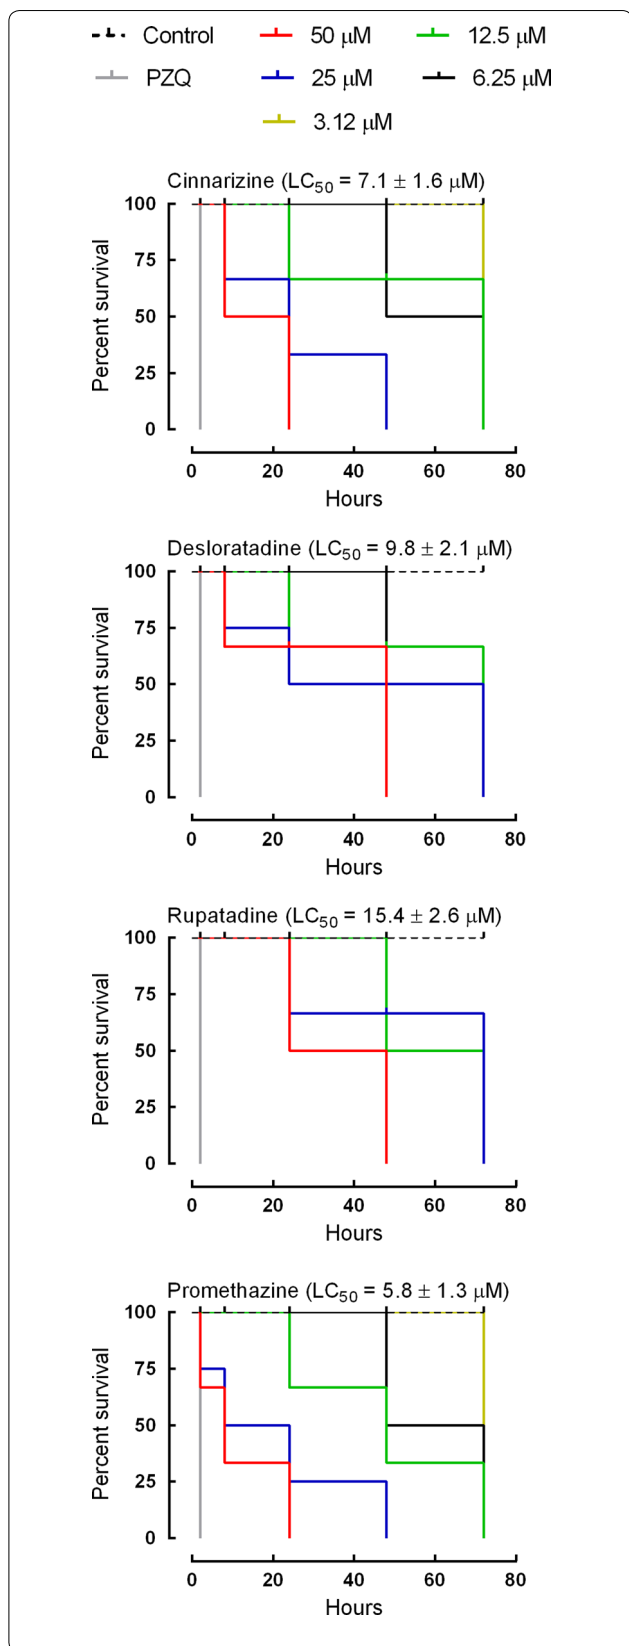 Control 50 μM 12.5 μM
PZQ 25 μM 6.25 μM
3.12 μM
Cinnarizine (LC50 = 7.1 ± 1.6 μM)
100
75
50
25
0
Percent survival
0 20 40 60 80
Hours
Desloratadine (LC50 = 9.8 ± 2.1 μM)
100
75
50
25
0
Percent survival
0 20 40 60 80
Hours
Rupatadine (LC50 = 15.4 ± 2.6 μM)
100
75
50
25
0
Percent survival
0 20 40 60 80
Hours
Promethazine (LC50 = 5.8 ± 1.3 μM)
100
75
50
25
0
Percent survival
0 20 40 60 80
Hours